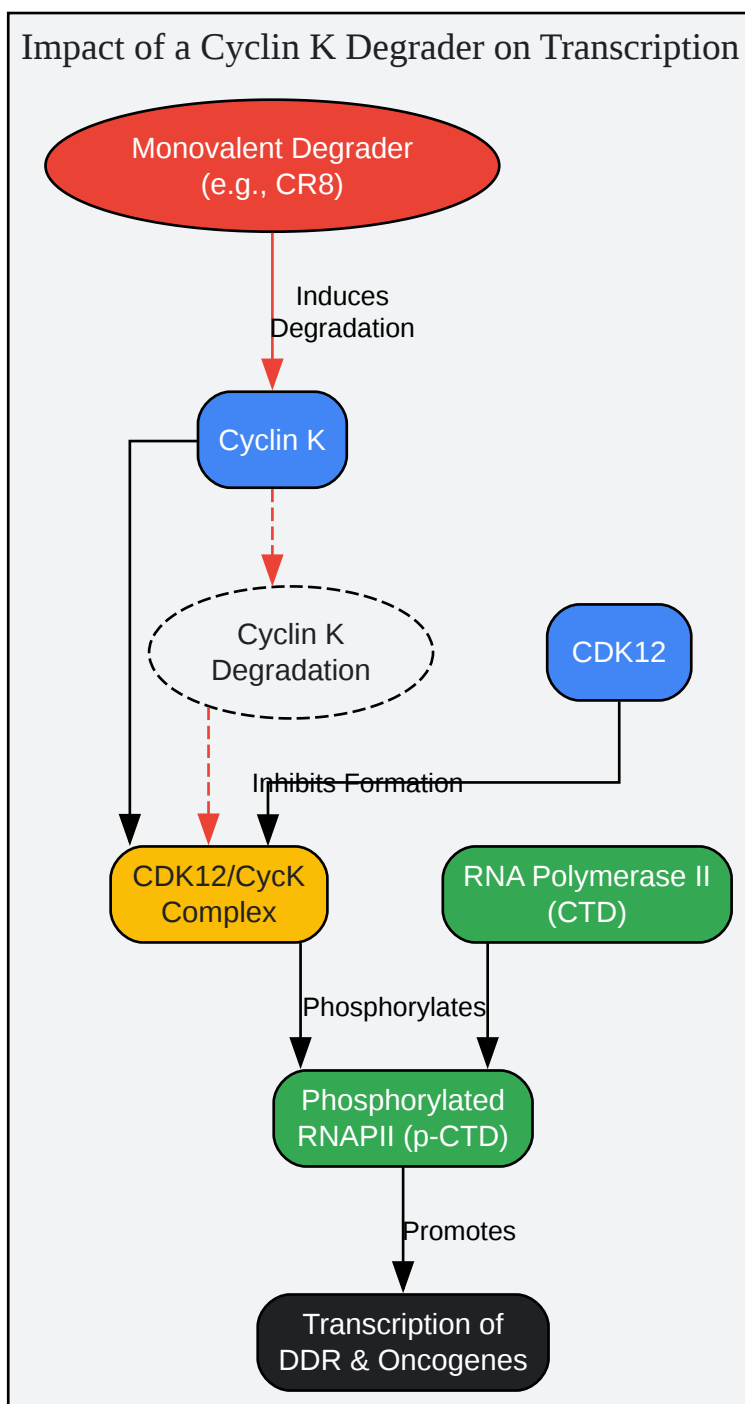 Impact of a Cyclin K Degrader on Transcription
Monovalent Degrader
(e.g., CR8)
Induces
Degradation
Cyclin K
Cyclin K
Degradation
CDK12
Inhibits Formation
CDK12/CycK
Complex
RNA Polymerase II
(CTD)
Phosphorylates
Phosphorylated
RNAPII (p-CTD)
Promotes
Transcription of
DDR & Oncogenes